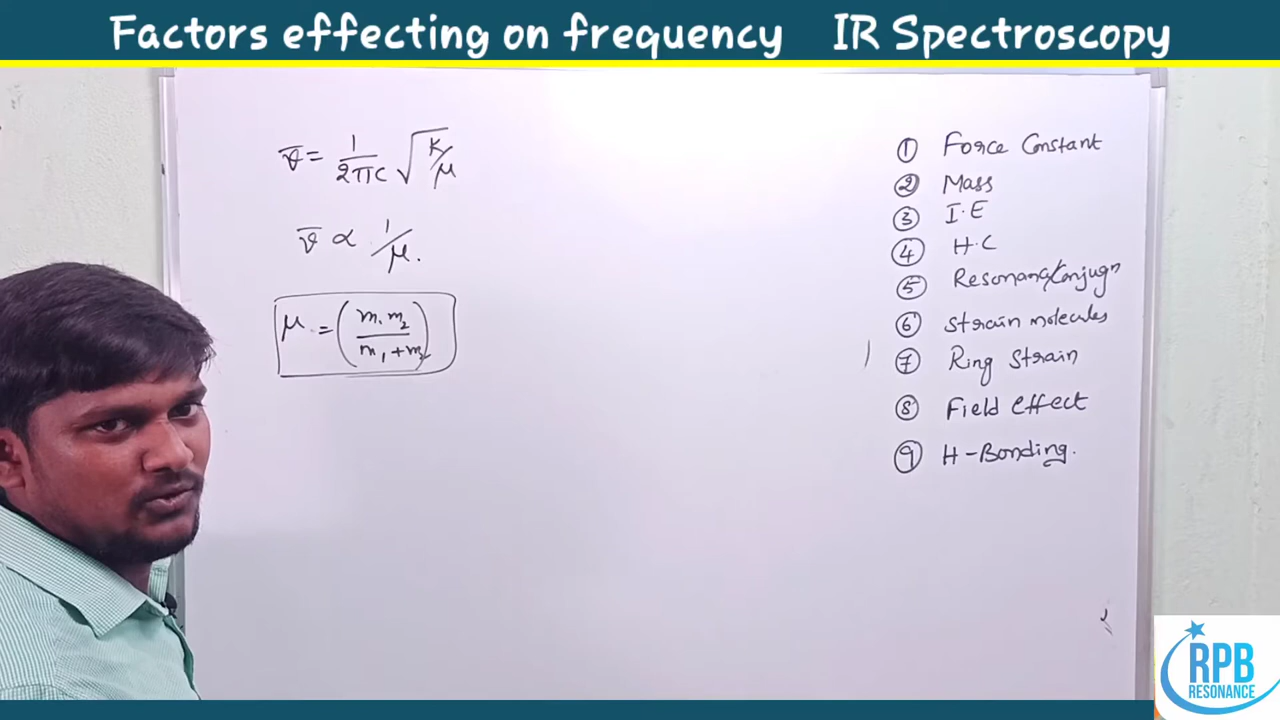 Factors effecting on frequency IR Spectroscopy
ν̅ = 1/2πc √K/μ
ν̅ ∝ 1/μ.
μ = (m₁m₂/m₁+m₂)
① Force Constant
② Mass
③ I.E
④ H.C
⑤ Resonance/Conjugn
⑥ Strain molecules
⑦ Ring Strain
⑧ Field effect
⑨ H-Bonding.
RPB
RESONANCE